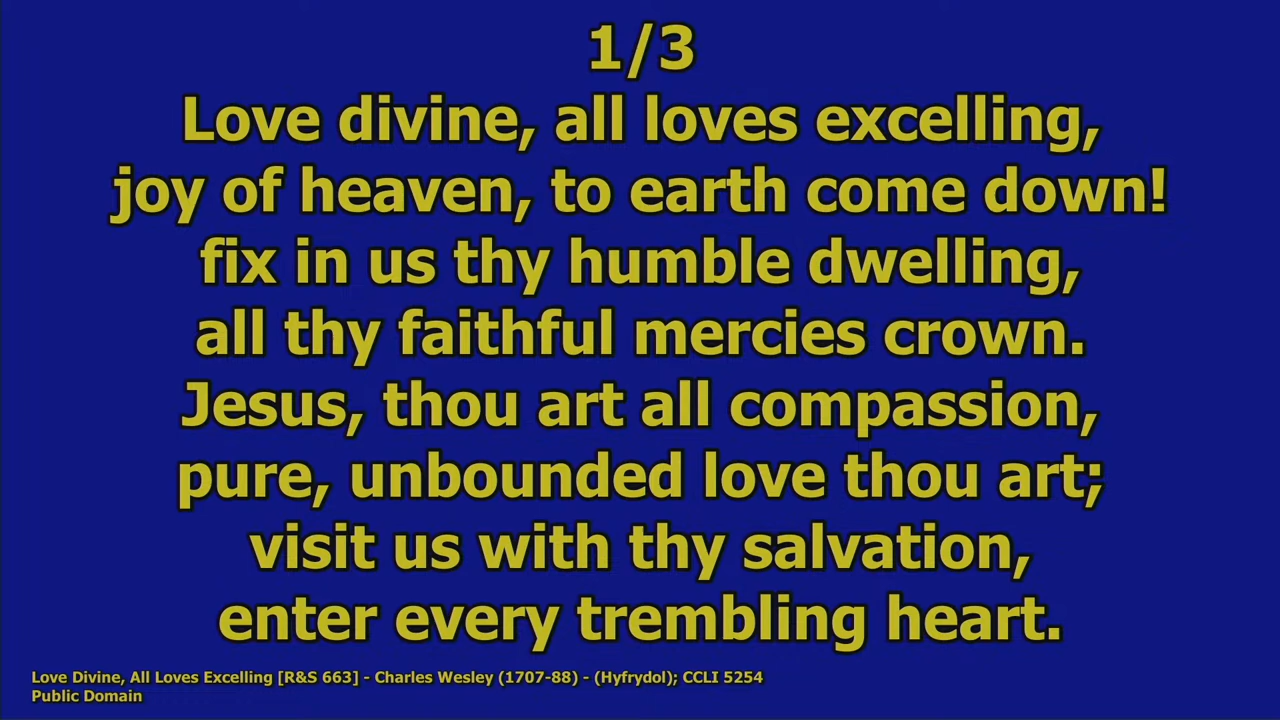 1/3
Love divine, all loves excelling,
joy of heaven, to earth come down!
fix in us thy humble dwelling,
all thy faithful mercies crown.
Jesus, thou art all compassion,
pure, unbounded love thou art;
visit us with thy salvation,
enter every trembling heart.
Love Divine, All Loves Excelling [R&S 663] - Charles Wesley (1707-88) - (Hyfrydol); CCLI 5254
Public Domain